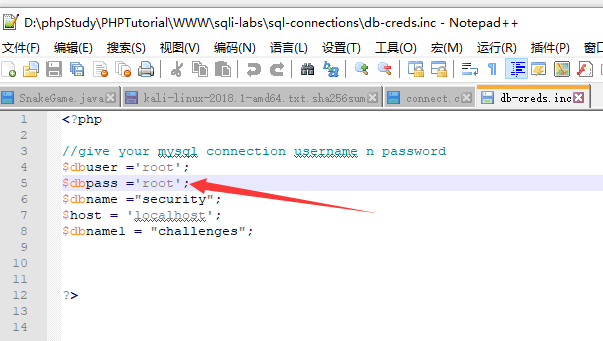 D:\phpStudy\PHPTutorial\WWW\sqli-labs\sql-connections\db-creds.inc - Notepad++
文件(F) 编辑(E) 搜索(S) 视图(V) 编码(N) 语言(L) 设置(T) 工具(O) 宏(M) 运行(R) 插件(P) 窗口
SnakeGame.java kali-linux-2018.1-amd64.txt.sha256sum connect.c db-creds.inc
1 <?php
2
3 //give your mysql connection username n password
4 $dbuser ='root';
5 $dbpass ='root';
6 $dbname ="security";
7 $host = 'localhost';
8 $dbname1 = "challenges";
9
10
11
12 ?>
13
14